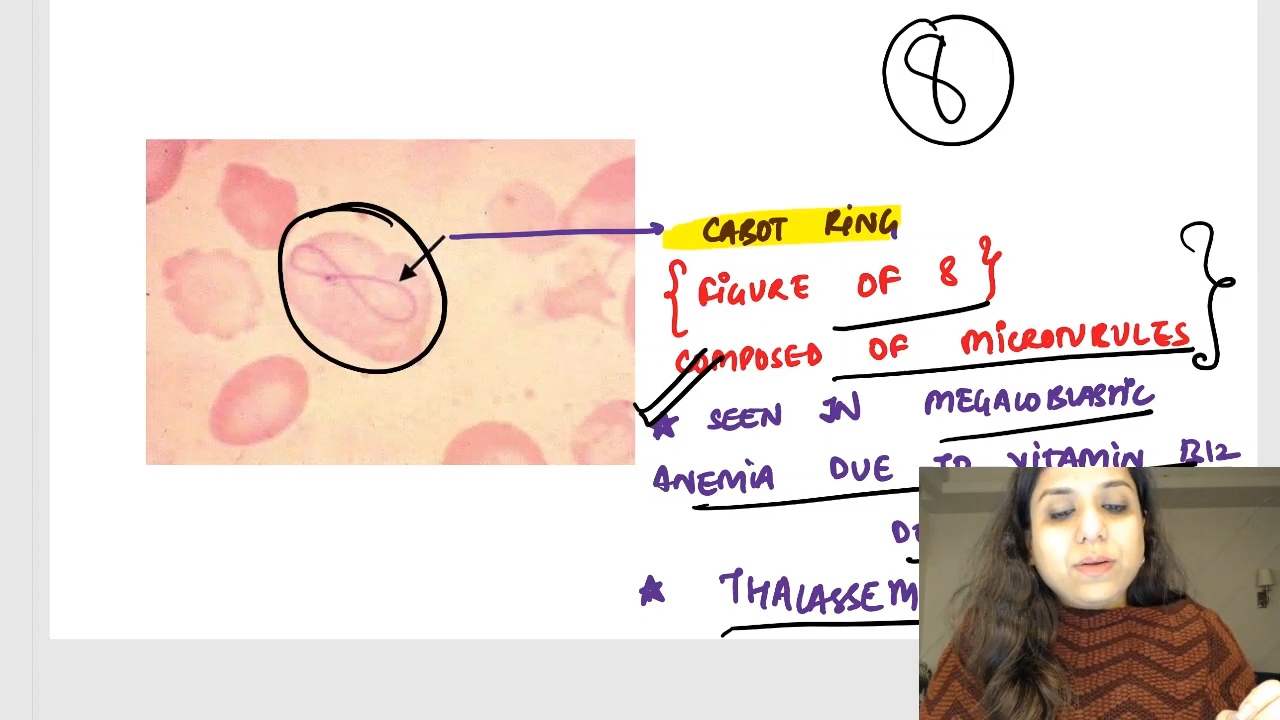 8
CABOT RING
{FIGURE OF 8}
COMPOSED OF MICROTUBULES
★ SEEN IN MEGALOBLASTIC
ANEMIA DUE TO VITAMIN B12
★ THALASSEM